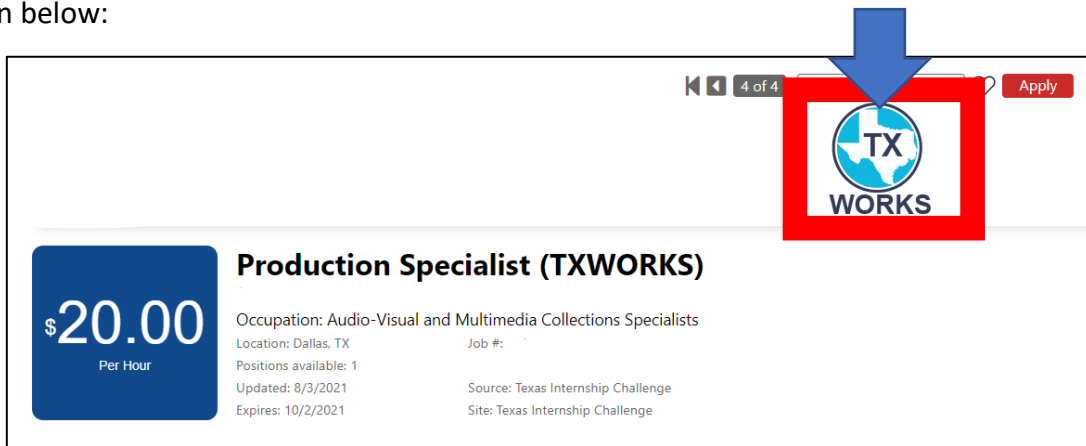 n below:
4 of 4
Apply
TX
WORKS
Production Specialist (TXWORKS)
$20.00
Per Hour
Occupation: Audio-Visual and Multimedia Collections Specialists
Location: Dallas, TX Job #:
Positions available: 1
Updated: 8/3/2021 Source: Texas Internship Challenge
Expires: 10/2/2021 Site: Texas Internship Challenge